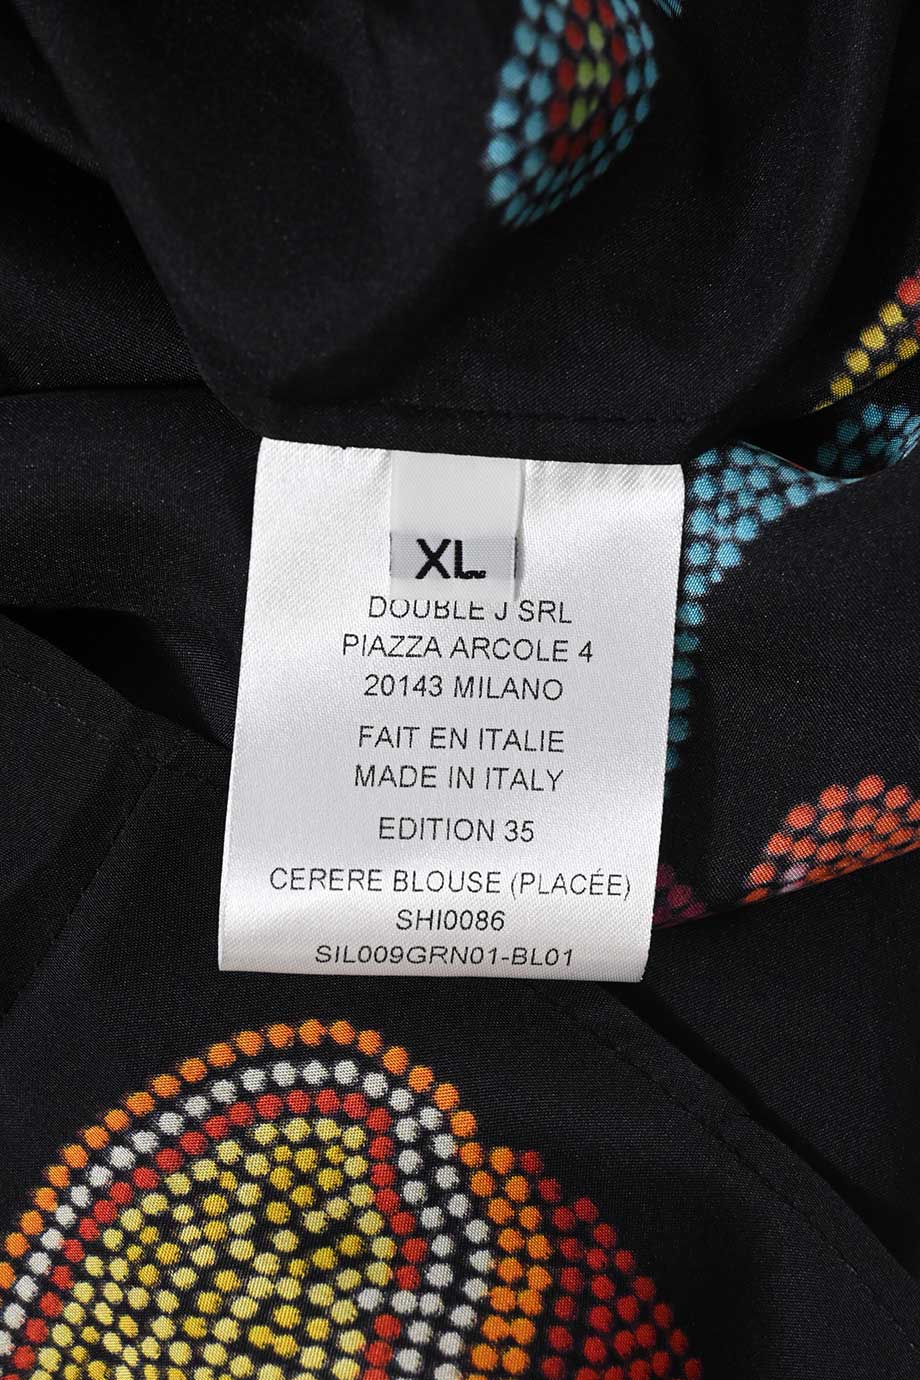 XL
DOUBLE J SRL
PIAZZA ARCOLE 4
20143 MILANO
FAIT EN ITALIE
MADE IN ITALY
EDITION 35
CERERE BLOUSE (PLACÉE)
SHI0086
SIL009GRN01-BL01